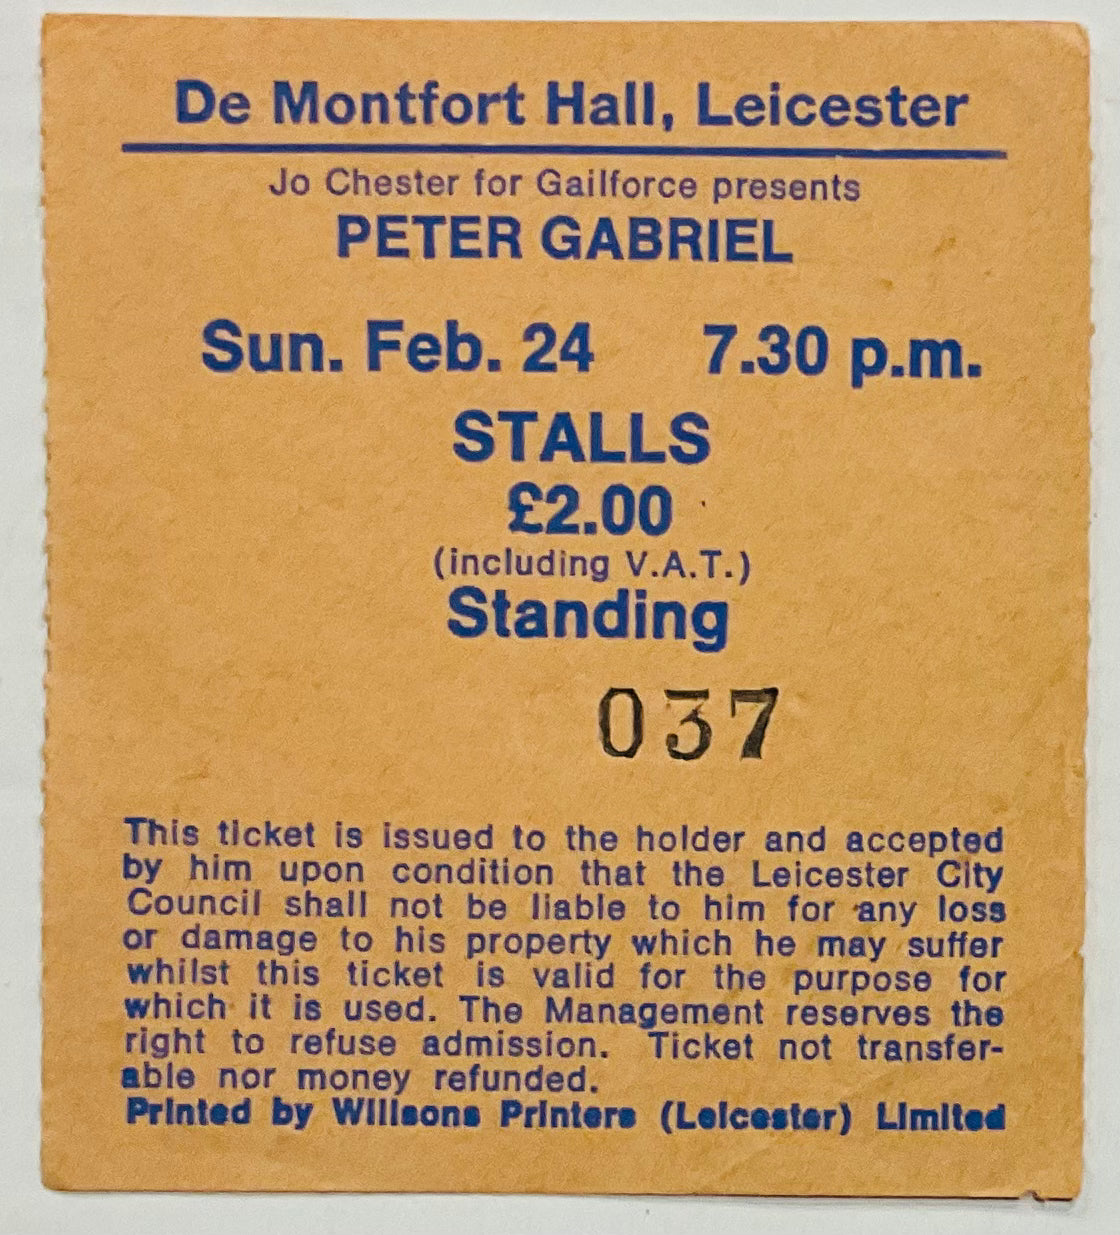 De Montfort Hall, Leicester
Jo Chester for Gailforce presents
PETER GABRIEL
Sun. Feb. 24 7.30 p.m.
STALLS
£2.00
(including V.A.T.)
Standing
037
This ticket is issued to the holder and accepted
by him upon condition that the Leicester City
Council shall not be liable to him for any loss
or damage to his property which he may suffer
whilst this ticket is valid for the purpose for
which it is used. The Management reserves the
right to refuse admission. Ticket not transfer-
able nor money refunded.
Printed by Willsons Printers (Leicester) Limited